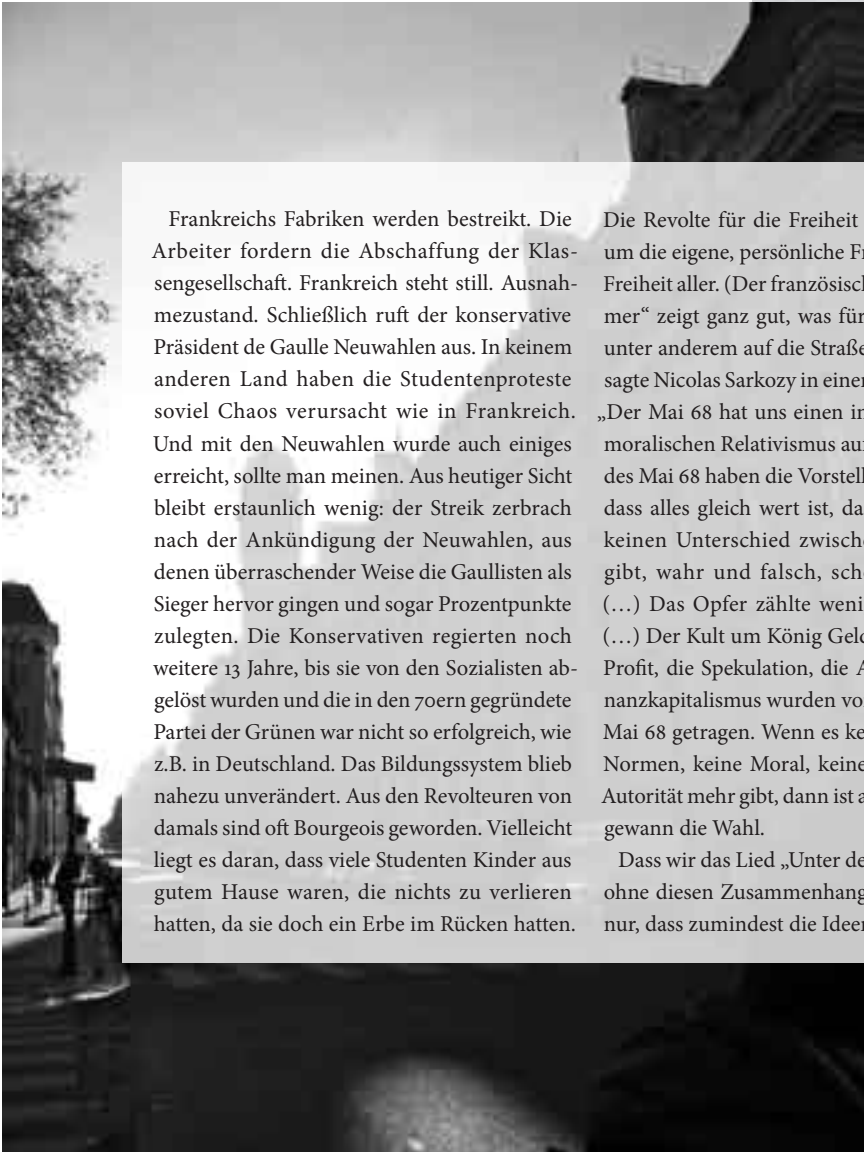 Frankreichs Fabriken werden bestreikt. Die
Arbeiter fordern die Abschaffung der Klas-
sengesellschaft. Frankreich steht still. Ausnah-
mezustand. Schließlich ruft der konservative
Präsident de Gaulle Neuwahlen aus. In keinem
anderen Land haben die Studentenproteste
soviel Chaos verursacht wie in Frankreich.
Und mit den Neuwahlen wurde auch einiges
erreicht, sollte man meinen. Aus heutiger Sicht
bleibt erstaunlich wenig: der Streik zerbrach
nach der Ankündigung der Neuwahlen, aus
denen überraschender Weise die Gaullisten als
Sieger hervor gingen und sogar Prozentpunkte
zulegten. Die Konservativen regierten noch
weitere 13 Jahre, bis sie von den Sozialisten ab-
gelöst wurden und die in den 70ern gegründete
Partei der Grünen war nicht so erfolgreich, wie
z.B. in Deutschland. Das Bildungssystem blieb
nahezu unverändert. Aus den Revolteuren von
damals sind oft Bourgeois geworden. Vielleicht
liegt es daran, dass viele Studenten Kinder aus
gutem Hause waren, die nichts zu verlieren
hatten, da sie doch ein Erbe im Rücken hatten.
Die Revolte für die Freiheit
um die eigene, persönliche
Freiheit aller. (Der
mer“ zeigt ganz gut, was für
unter anderem auf die Straße
sagte Nicolas Sarkozy in
„Der Mai 68 hat uns einen
moralischen Relativismus
des Mai 68 haben die
dass alles gleich wert ist,
keinen Unterschied
gibt, wahr und falsch,
(…) Das Opfer zählte
(…) Der Kult um König
Profit, die Spekulation, die
nanzkapitalismus wurden
Mai 68 getragen. Wenn es
Normen, keine Moral, keine
Autorität mehr gibt, dann ist
gewann die Wahl.
Dass wir das Lied „Unter
ohne diesen Zusammenhang
nur, dass zumindest die